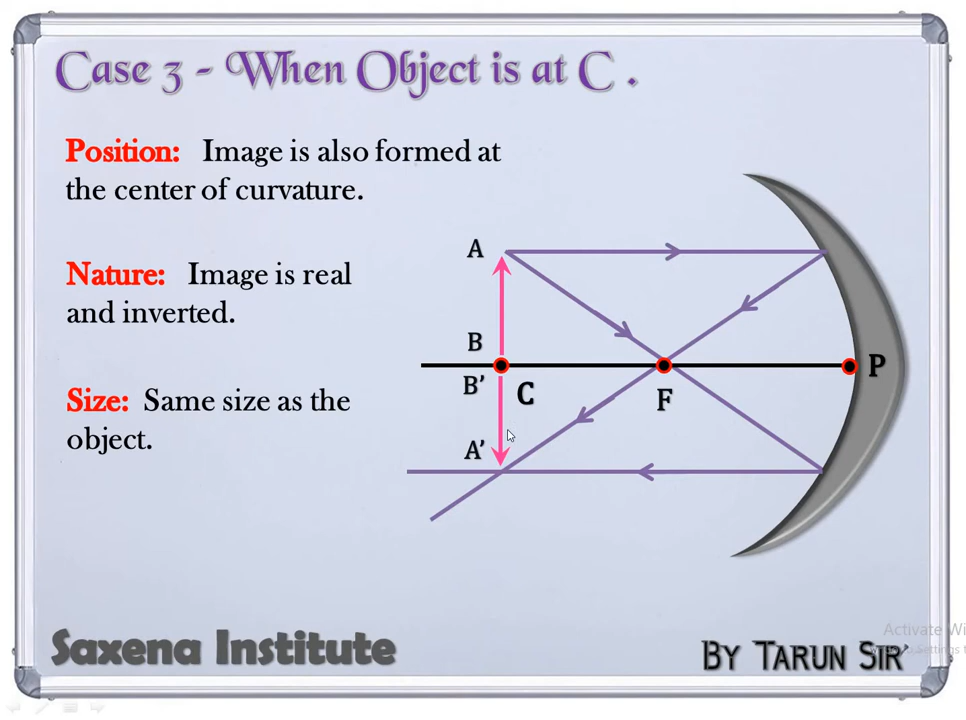 Case 3 - When Object is at C .
Position: Image is also formed at
the center of curvature.
Nature: Image is real
and inverted.
Size: Same size as the
object.
A
B
B'
C
A'
F
P
Saxena Institute
By Tarun Sir
Activate Wi
Settings